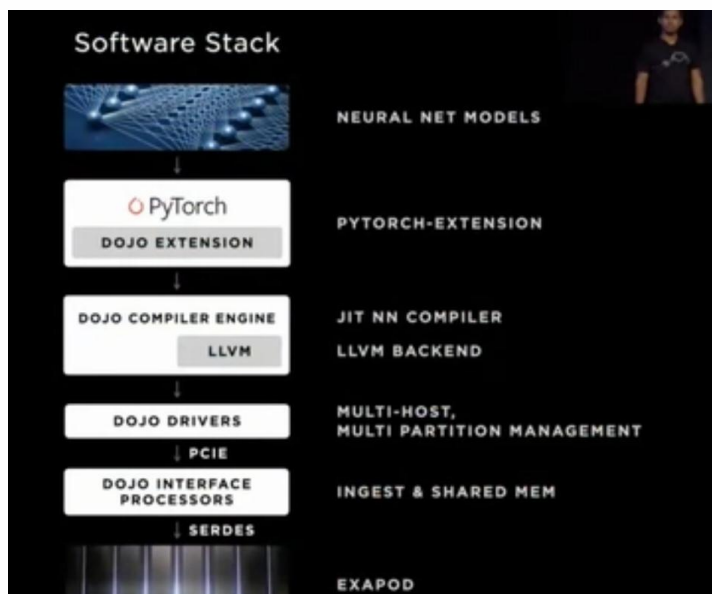 Software Stack
NEURAL NET MODELS
PyTorch
DOJO EXTENSION
PYTORCH-EXTENSION
DOJO COMPILER ENGINE
LLVM
JIT NN COMPILER
LLVM BACKEND
DOJO DRIVERS
MULTI-HOST,
MULTI PARTITION MANAGEMENT
PCIE
DOJO INTERFACE
PROCESSORS
INGEST & SHARED MEM
SERDES
EXAPOD